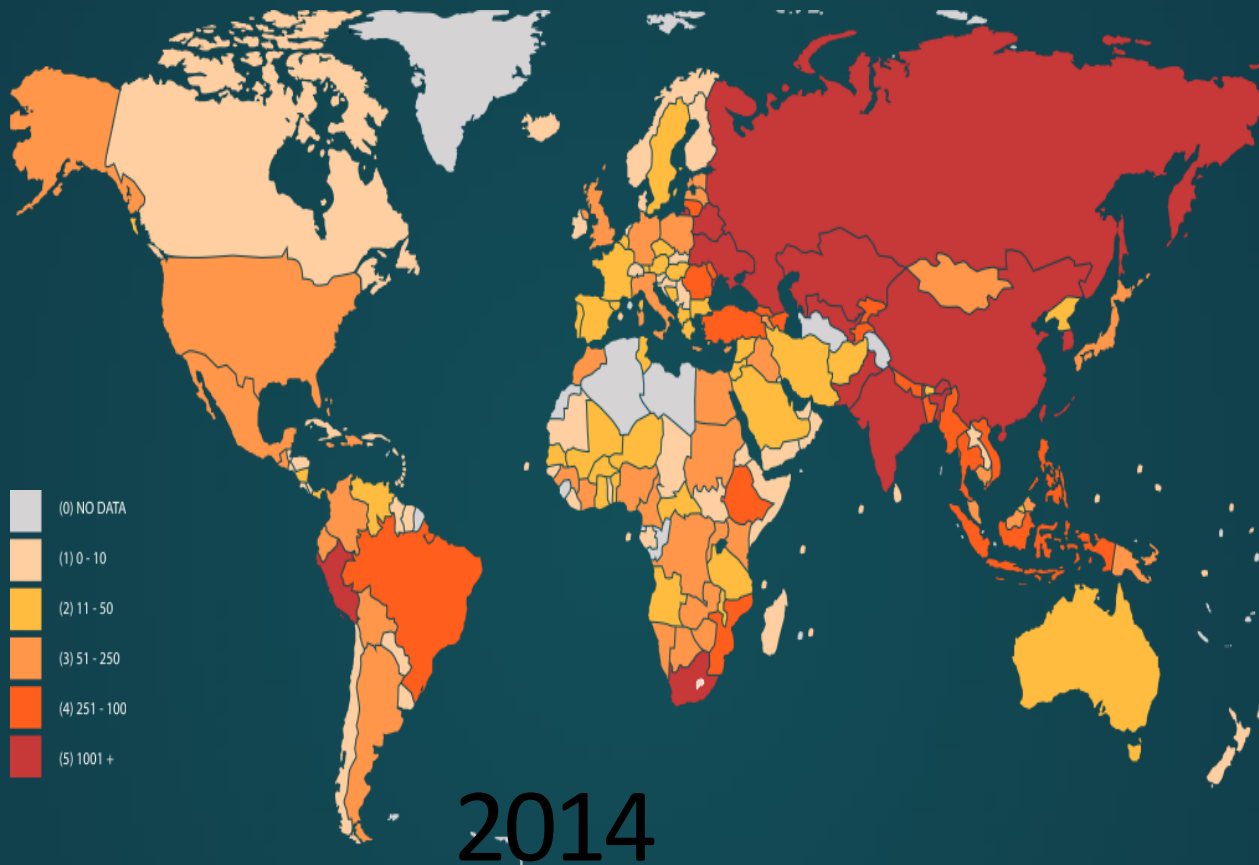 (0) NO DATA
(1) 0 - 10
(2) 11 - 50
(3) 51 - 250
(4) 251 - 100
(5) 1001 +
2014